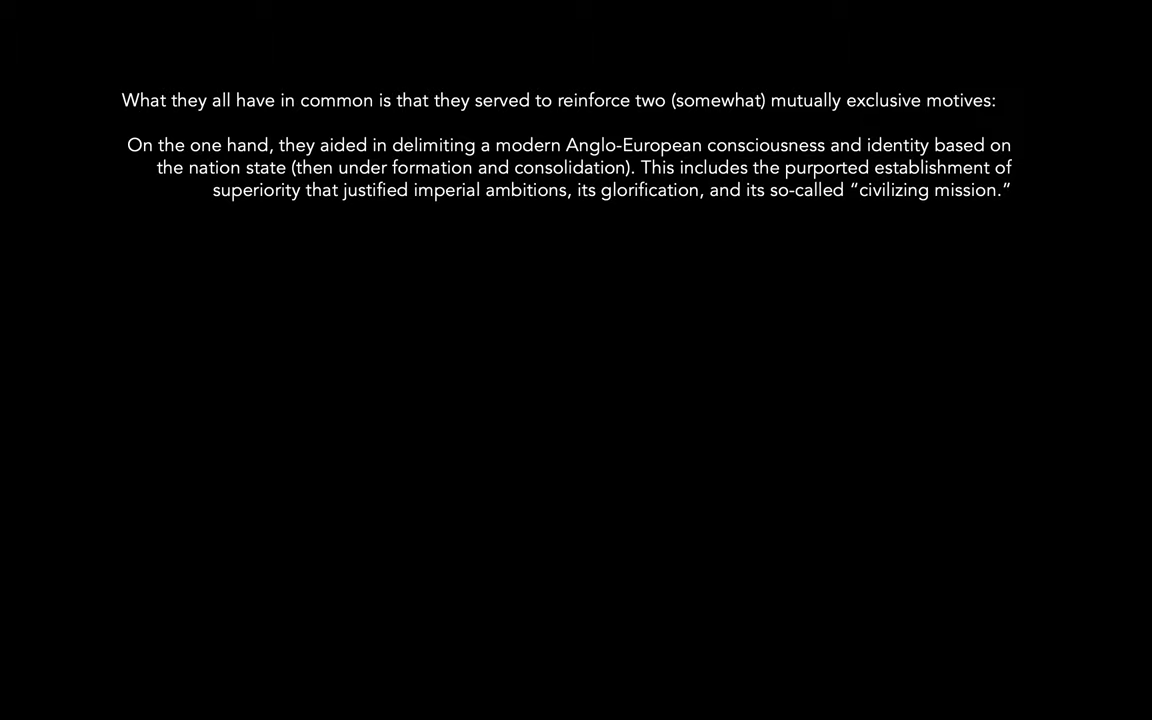 What they all have in common is that they served to reinforce two (somewhat) mutually exclusive motives:
On the one hand, they aided in delimiting a modern Anglo-European consciousness and identity based on
the nation state (then under formation and consolidation). This includes the purported establishment of
superiority that justified imperial ambitions, its glorification, and its so-called “civilizing mission.”